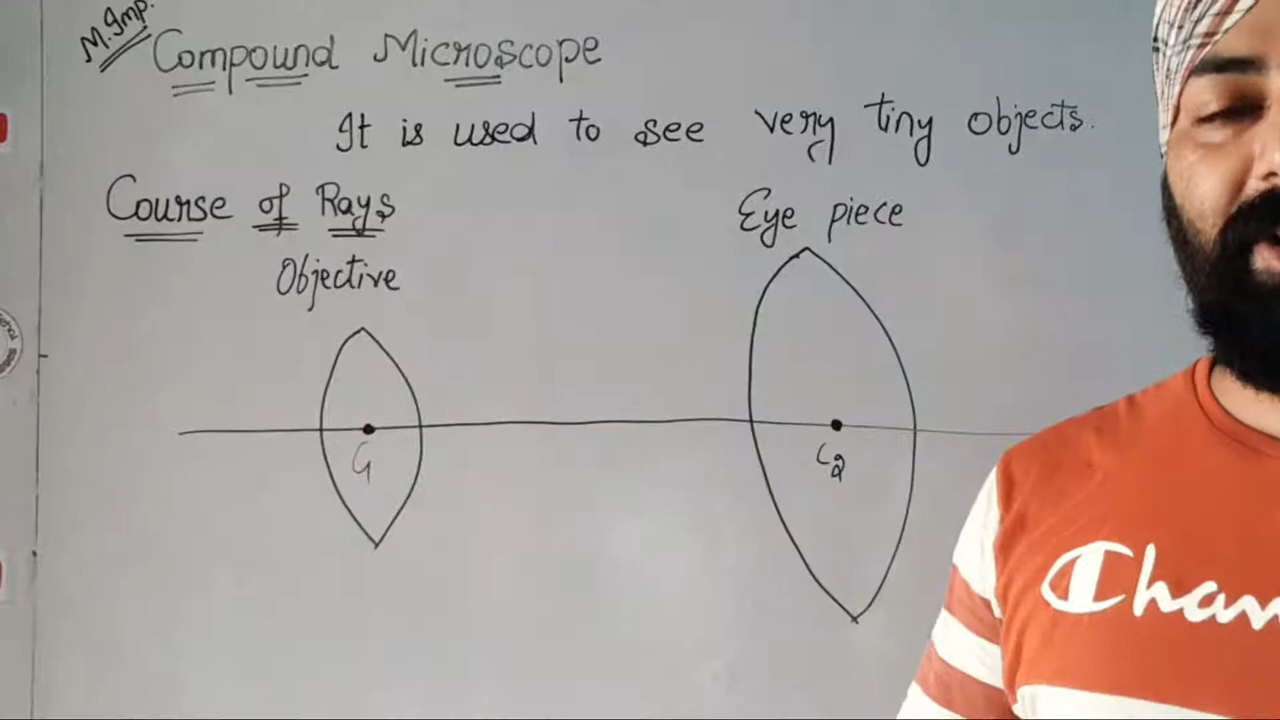 M. Imp.
Compound Microscope
It is used to see very tiny objects.
Course of Rays
Eye piece
Objective
C1
C2
Cham